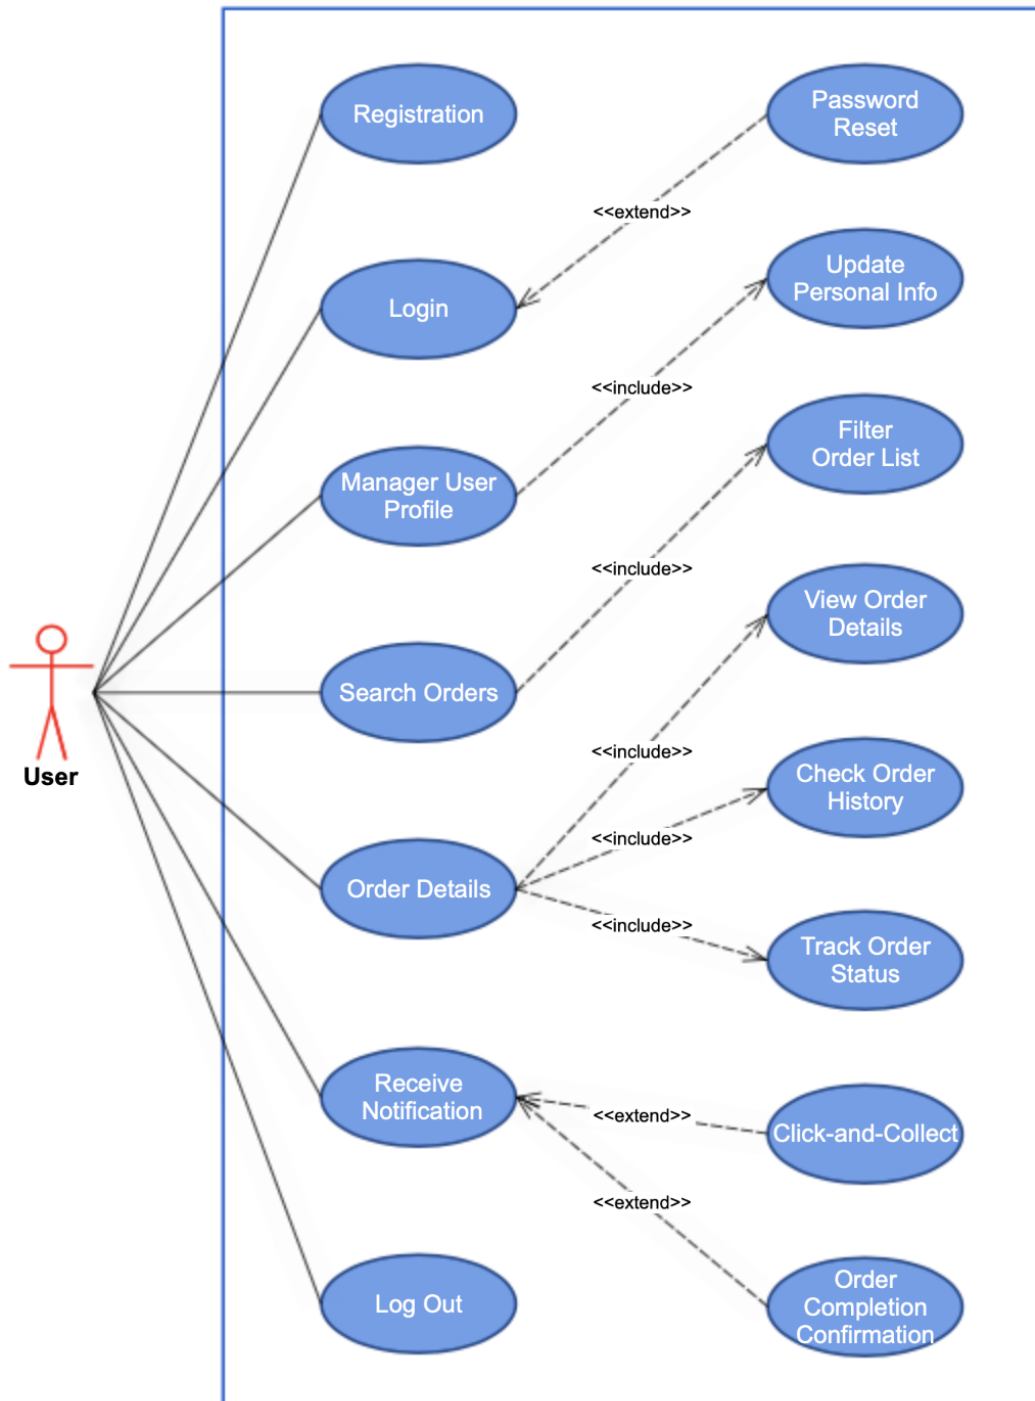 Registration
Password
Reset
<<extend>>
Login
Update
Personal Info
<<include>>
Filter
Order List
Manager User
Profile
<<include>>
View Order
Details
Search Orders
User
<<include>>
Check Order
History
<<include>>
Order Details
<<include>>
Track Order
Status
Receive
Notification
<<extend>>
Click-and-Collect
<<extend>>
Log Out
Order
Completion
Confirmation